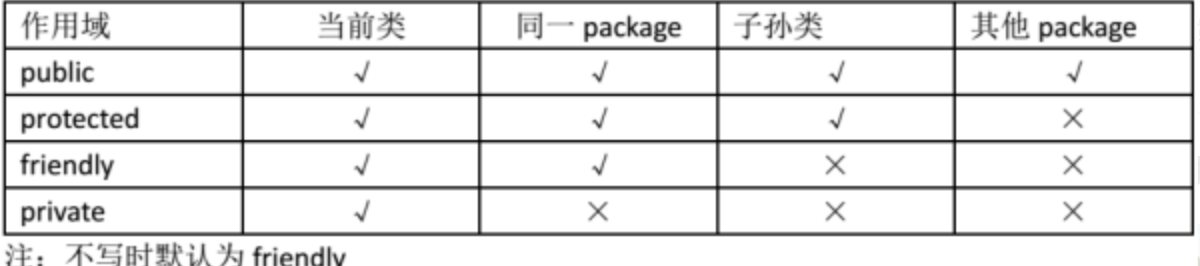 作用域 当前类 同一 package 子孙类 其他 package
public √ √ √ √
protected √ √ √ ×
friendly √ √ × ×
private √ × × ×
注：不写时默认为 friendly